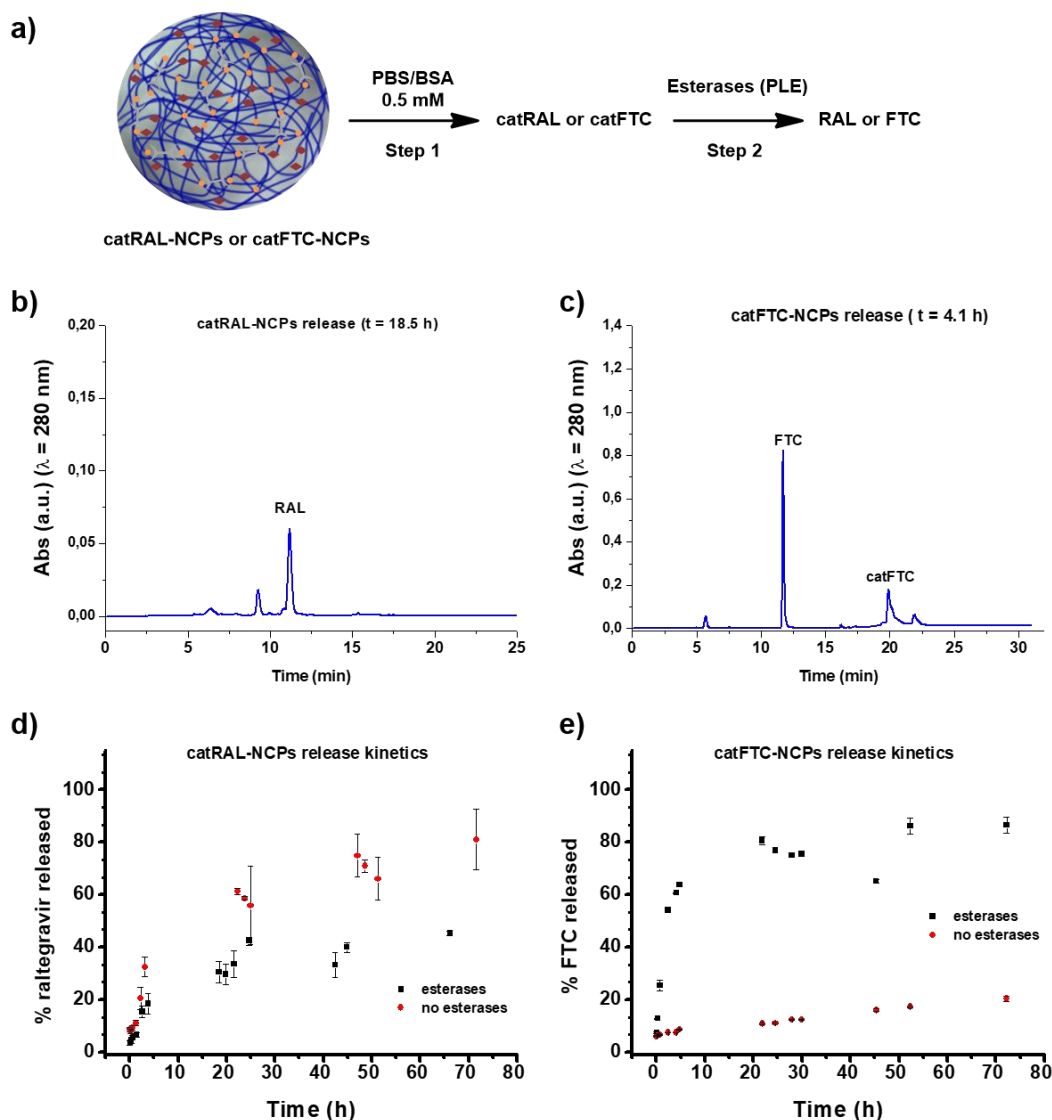 a)
PBS/BSA
0.5 mM
Step 1
catRAL or catFTC
Esterases (PLE)
Step 2
RAL or FTC
catRAL-NCPs or catFTC-NCPs
b)
catRAL-NCPs release (t = 18.5 h)
Abs (a.u.) (λ = 280 nm)
0,20
0,15
0,10
0,05
0,00
RAL
0
5
10
15
20
25
Time (min)
c)
catFTC-NCPs release ( t = 4.1 h)
Abs (a.u.) (λ = 280 nm)
1,4
1,2
1,0
0,8
0,6
0,4
0,2
0,0
FTC
catFTC
0
5
10
15
20
25
30
Time (min)
d)
catRAL-NCPs release kinetics
% raltegravir released
100
80
60
40
20
0
esterases
no esterases
0
10
20
30
40
50
60
70
80
Time (h)
e)
catFTC-NCPs release kinetics
% FTC released
100
80
60
40
20
0
esterases
no esterases
0
10
20
30
40
50
60
70
80
Time (h)